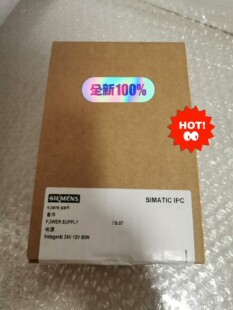 全新100%
HOT!
SIEMENS
SIMATIC IPC
备件
POWER SUPPLY
电源
Netzgerät 24V 12V 80W